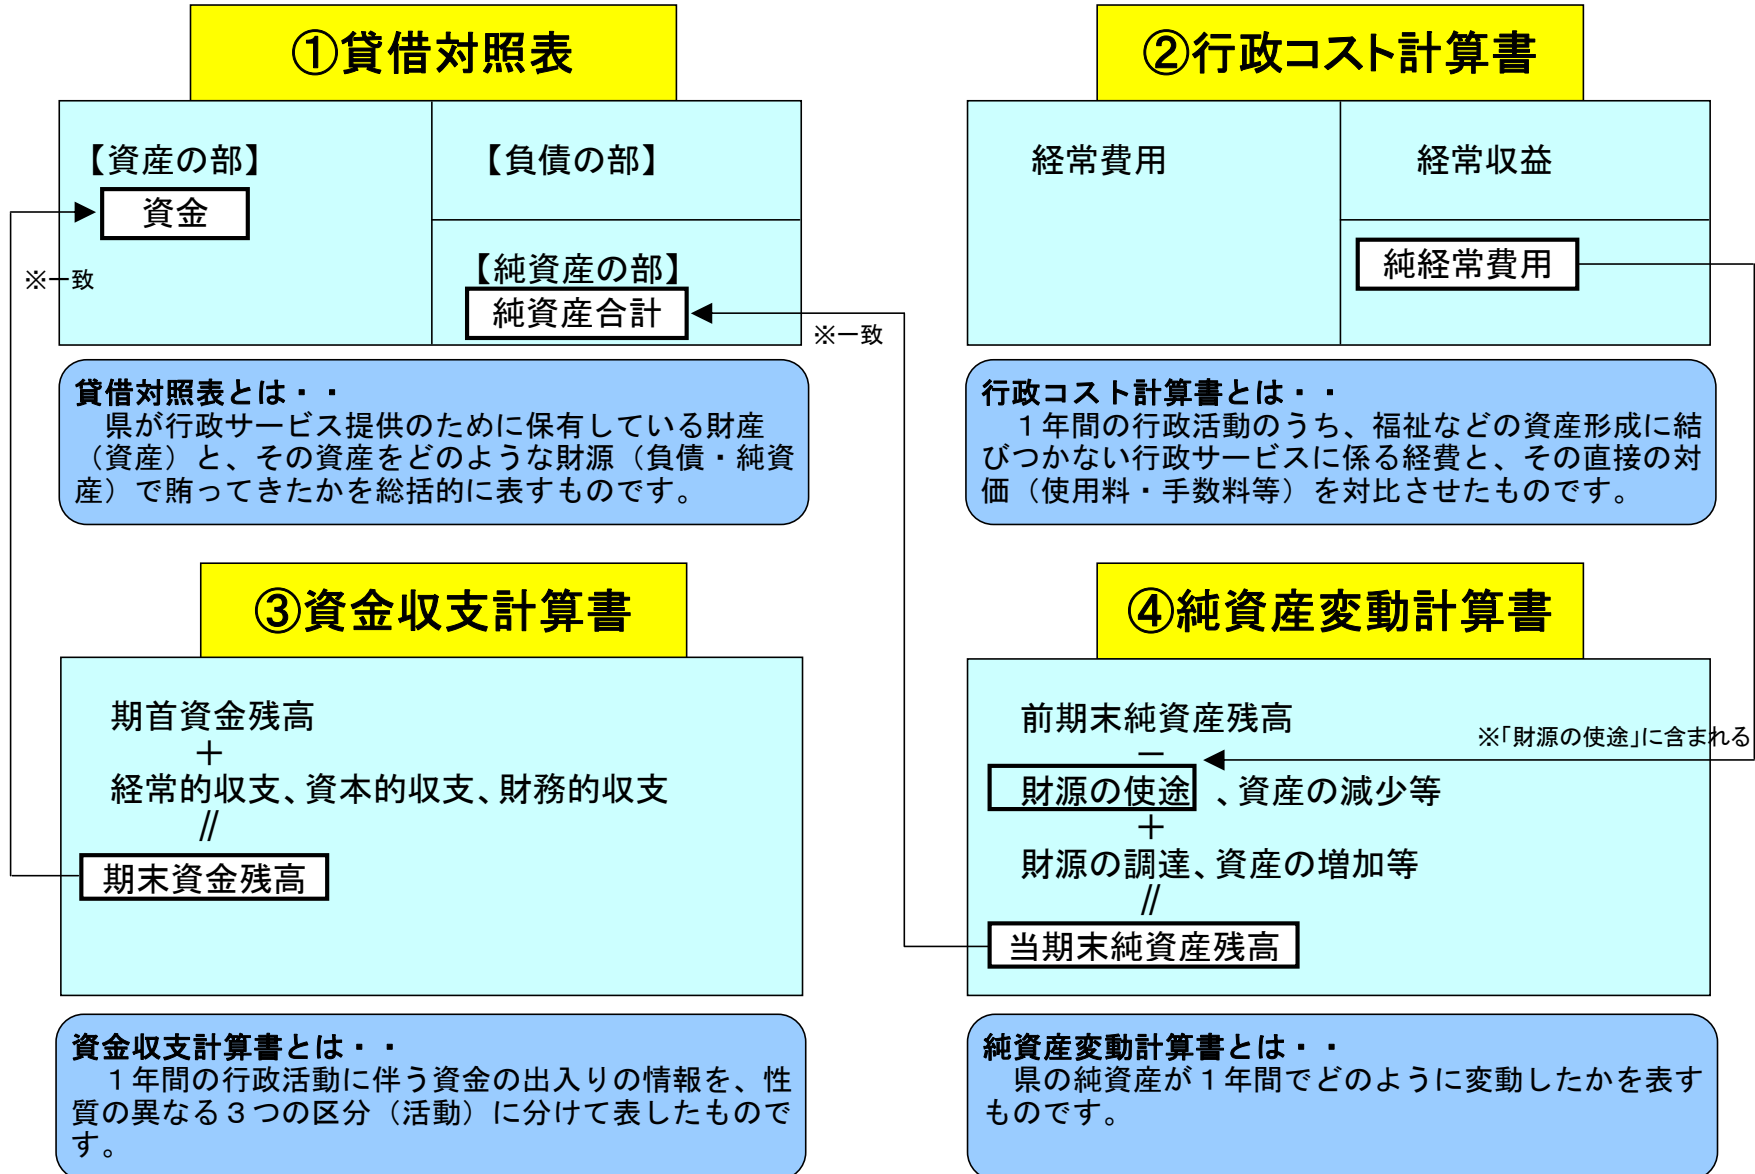 ①貸借対照表
【資産の部】
資金
【負債の部】
【純資産の部】
純資産合計
※一致
※一致
貸借対照表とは・・
　県が行政サービス提供のために保有している財産
（資産）と、その資産をどのような財源（負債・純資
産）で賄ってきたかを総括的に表すものです。
②行政コスト計算書
経常費用
経常収益
純経常費用
行政コスト計算書とは・・
　１年間の行政活動のうち、福祉などの資産形成に結
びつかない行政サービスに係る経費と、その直接の対
価（使用料・手数料等）を対比させたものです。
③資金収支計算書
期首資金残高
＋
経常的収支、資本的収支、財務的収支
//
期末資金残高
資金収支計算書とは・・
　１年間の行政活動に伴う資金の出入りの情報を、性
質の異なる３つの区分（活動）に分けて表したもので
す。
④純資産変動計算書
前期末純資産残高
－
※「財源の使途」に含まれる
財源の使途　、資産の減少等
＋
財源の調達、資産の増加等
//
当期末純資産残高
純資産変動計算書とは・・
　県の純資産が１年間でどのように変動したかを表す
ものです。